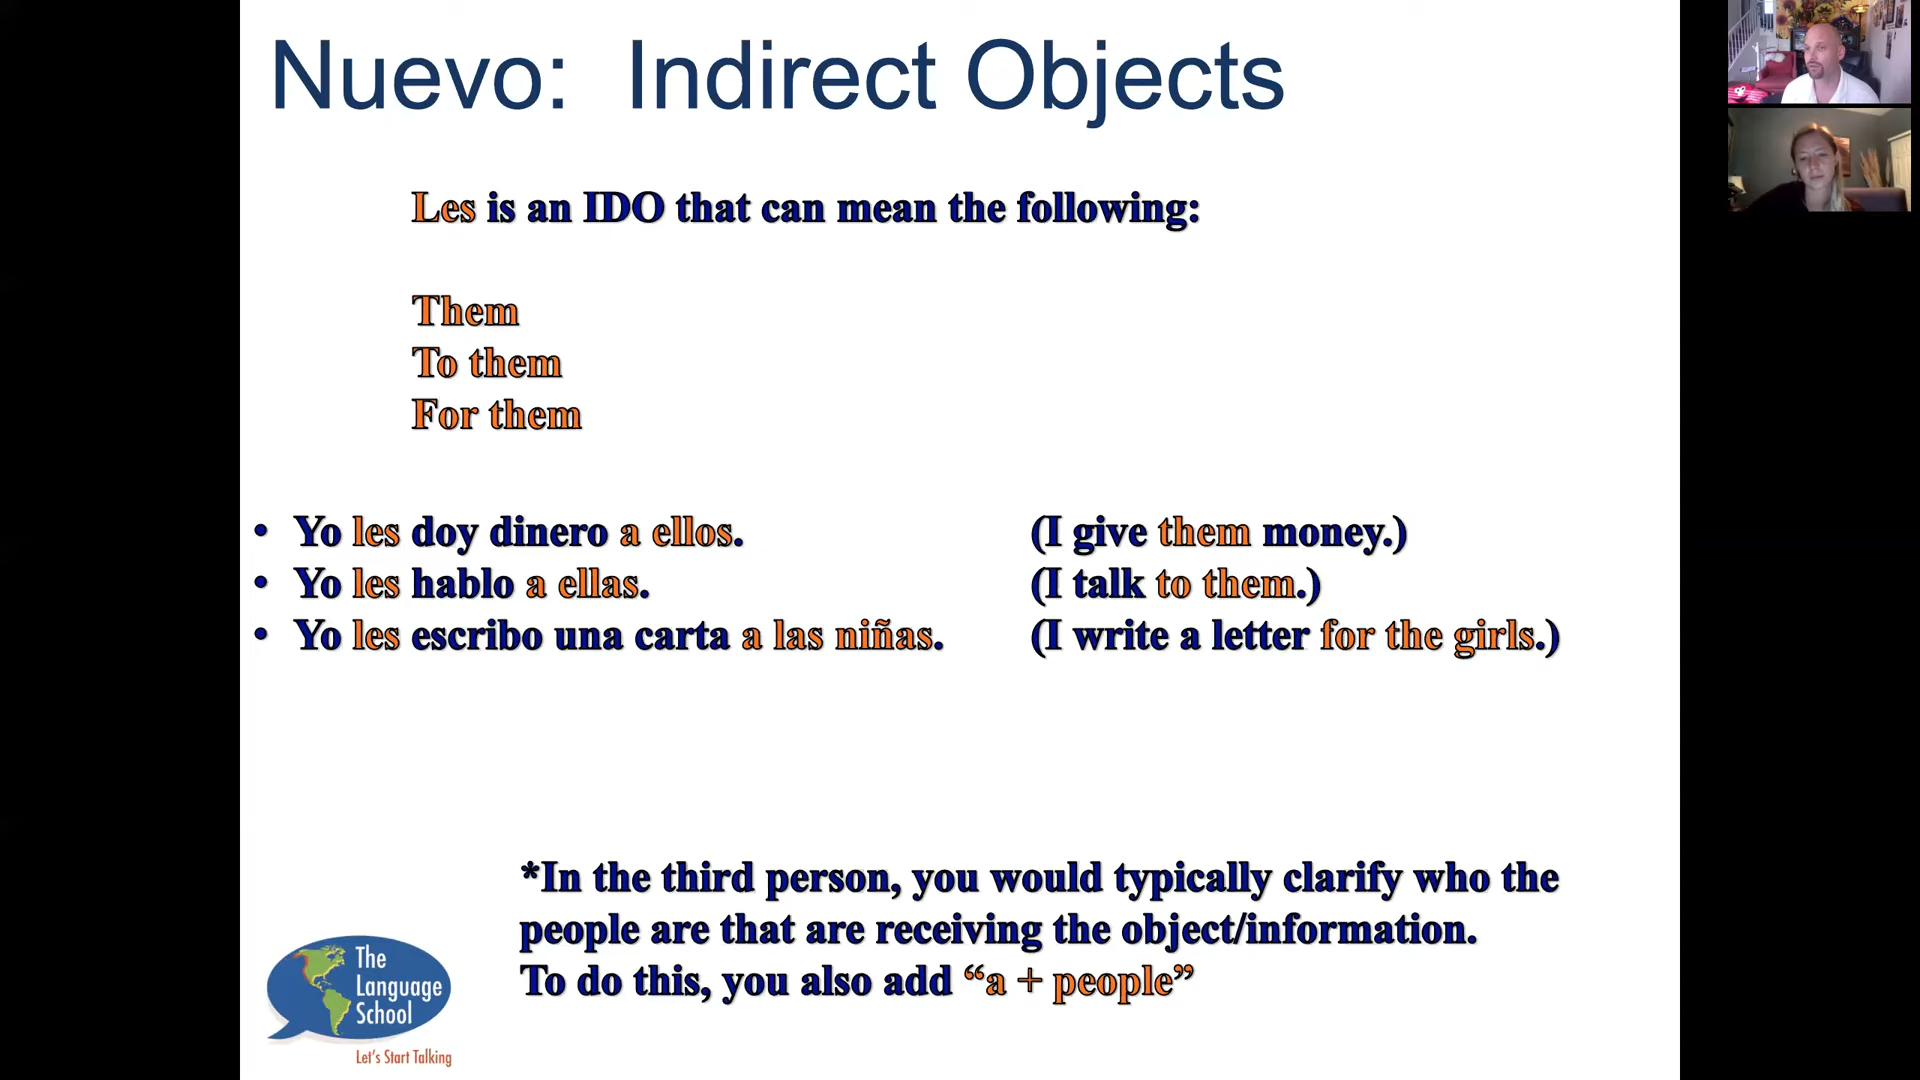 Nuevo: Indirect Objects
Les is an IDO that can mean the following:
Them
To them
For them
• Yo les doy dinero a ellos. (I give them money.)
• Yo les hablo a ellas. (I talk to them.)
• Yo les escribo una carta a las niñas. (I write a letter for the girls.)
*In the third person, you would typically clarify who the
people are that are receiving the object/information.
To do this, you also add “a + people”
The
Language
School
Let's Start Talking